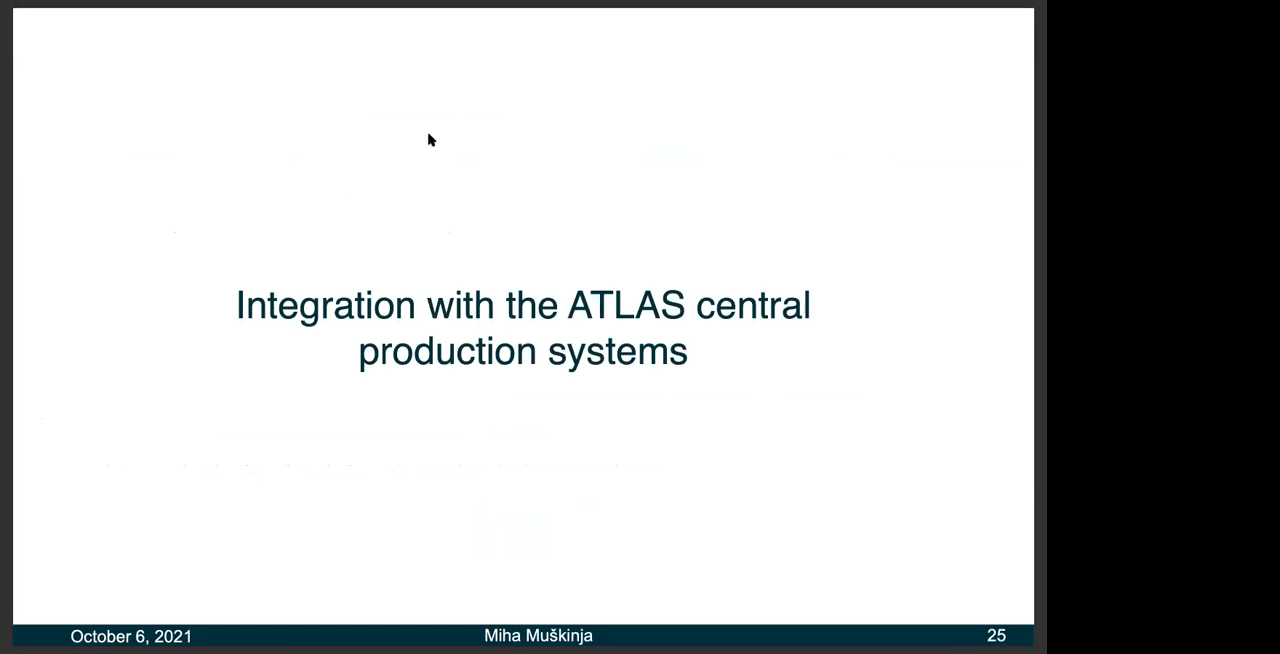 Integration with the ATLAS central
production systems
October 6, 2021
Miha Muškinja
25